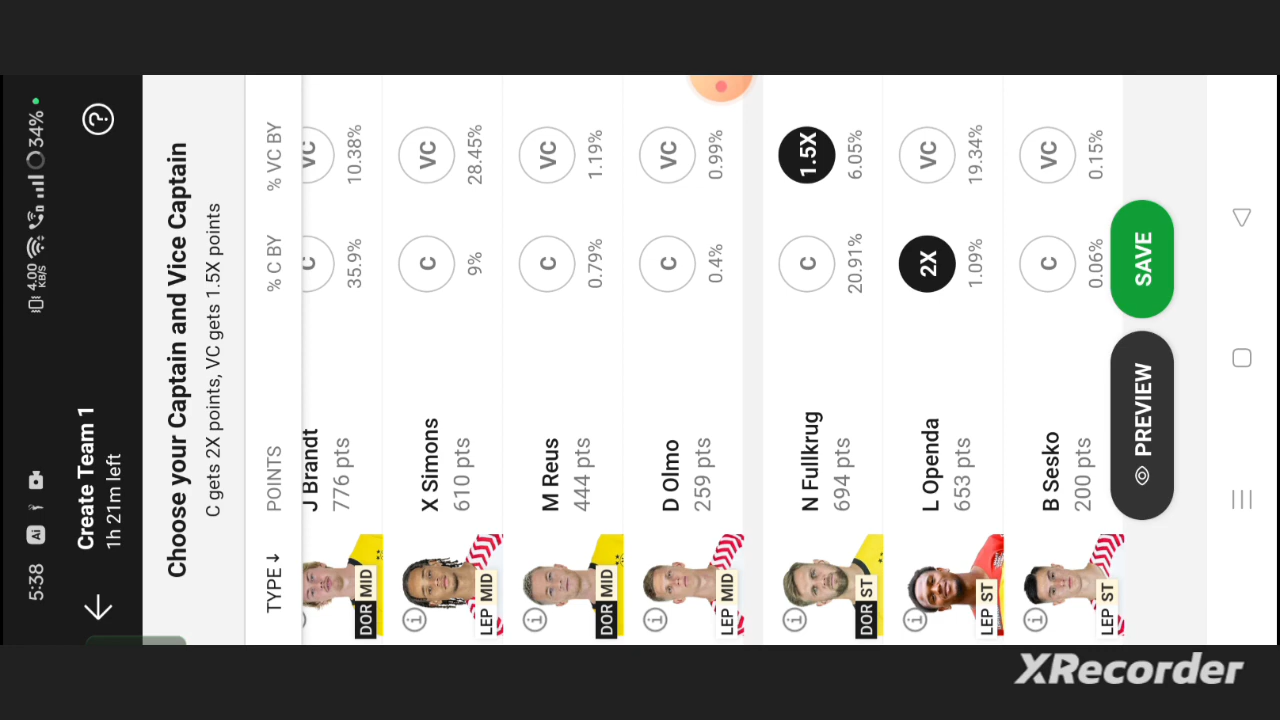 5:38
Ai
4.00
KB/S
34%
Create Team 1
1h 21m left
?
Choose your Captain and Vice Captain
C gets 2X points, VC gets 1.5X points
TYPE ↓ POINTS % C BY % VC BY
DOR MID J Brandt C VC
776 pts 35.9% 10.38%
LEP MID X Simons C VC
610 pts 9% 28.45%
DOR MID M Reus C VC
444 pts 0.79% 1.19%
LEP MID D Olmo C VC
259 pts 0.4% 0.99%
DOR ST N Fullkrug C 1.5X
694 pts 20.91% 6.05%
LEP ST L Openda 2X VC
653 pts 1.09% 19.34%
LEP ST B Sesko C VC
200 pts 0.06% 0.15%
PREVIEW SAVE
XRecorder